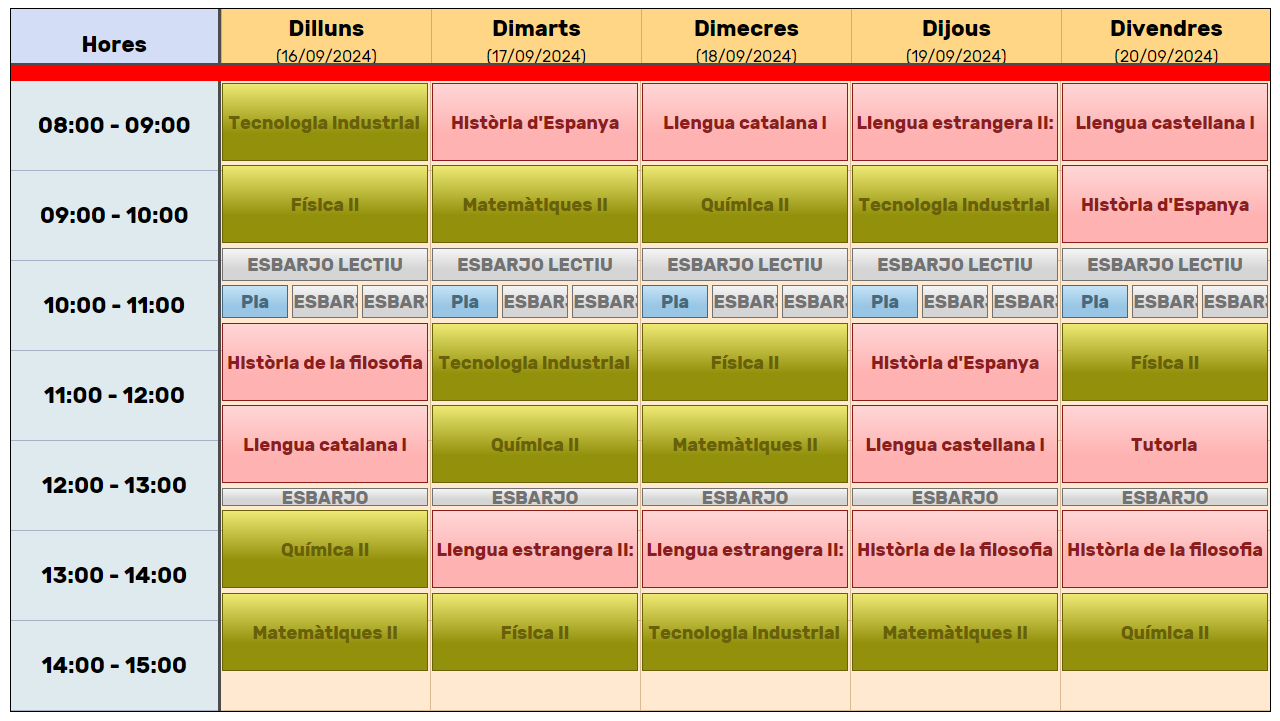 Hores Dilluns Dimarts Dimecres Dijous Divendres
(16/09/2024) (17/09/2024) (18/09/2024) (19/09/2024) (20/09/2024)
08:00 - 09:00 Tecnologia Industrial Història d'Espanya Llengua catalana I Llengua estrangera II: Llengua castellana I
09:00 - 10:00 Física II Matemàtiques II Química II Tecnologia Industrial Història d'Espanya
ESBARJO LECTIU ESBARJO LECTIU ESBARJO LECTIU ESBARJO LECTIU ESBARJO LECTIU
10:00 - 11:00 Pla ESBAR ESBAR Pla ESBAR ESBAR Pla ESBAR ESBAR Pla ESBAR ESBAR Pla ESBAR ESBAR
11:00 - 12:00 Història de la filosofia Tecnologia Industrial Física II Història d'Espanya Física II
Llengua catalana I Química II Matemàtiques II Llengua castellana I Tutoria
12:00 - 13:00 ESBARJO ESBARJO ESBARJO ESBARJO ESBARJO
13:00 - 14:00 Química II Llengua estrangera II: Llengua estrangera II: Història de la filosofia Història de la filosofia
14:00 - 15:00 Matemàtiques II Física II Tecnologia Industrial Matemàtiques II Química II